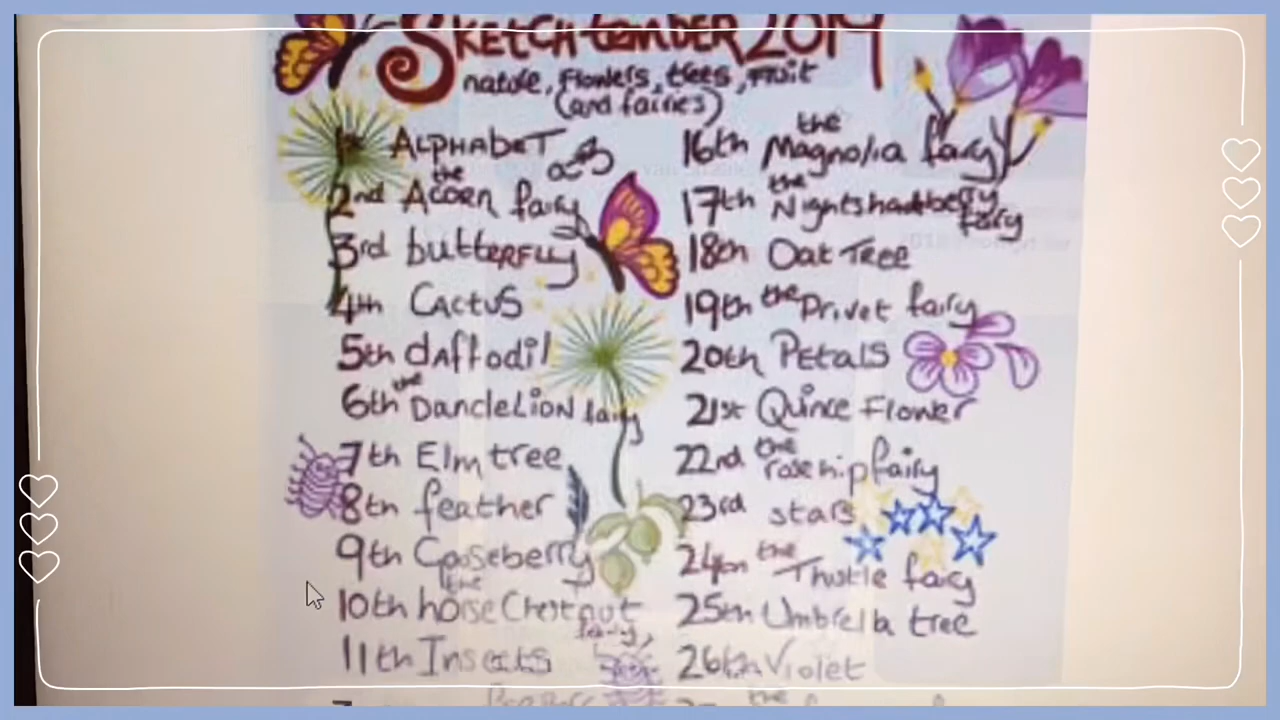 SKETCHtember 2019
nature, Flowers, trees, Fruit
(and fairies)
1st ALPHAbET
2nd the Acorn fairy
3rd butterfly
4th Cactus
5th daffodil
6th the Dandelion fairy
7th Elm tree
8th feather
9th Gooseberry
10th the horse Chestnut fairy,
11th Insects
16th the Magnolia fairy
17th the Nightshadeberry fairy
18th Oak Tree
19th the Privet fairy
20th Petals
21st Quince Flower
22nd the rose hip fairy
23rd stars
24th the Thistle fairy
25th Umbrella tree
26th Violet